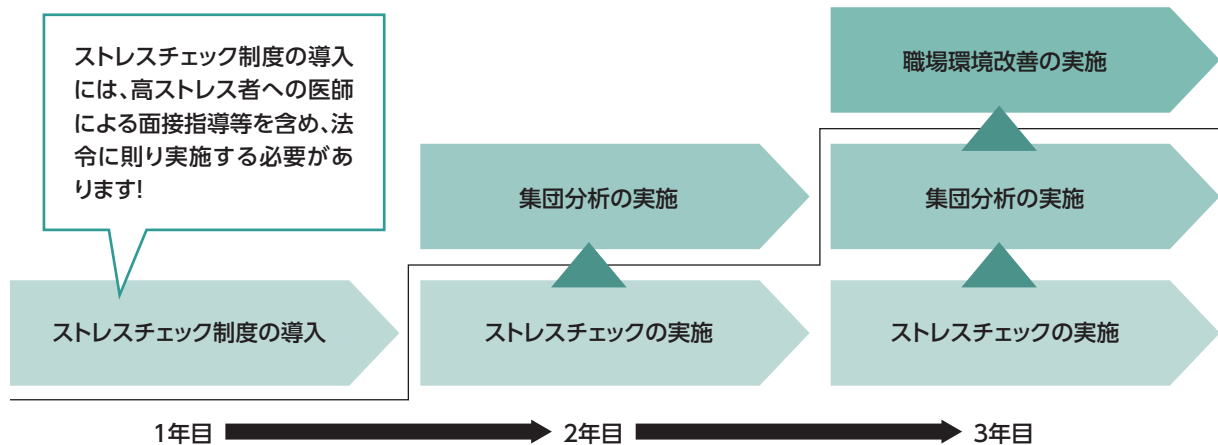 ストレスチェック制度の導入
には、高ストレス者への医師
による面接指導等を含め、法
令に則り実施する必要があ
ります!
職場環境改善の実施
集団分析の実施
集団分析の実施
ストレスチェック制度の導入
ストレスチェックの実施
ストレスチェックの実施
1年目
2年目
3年目